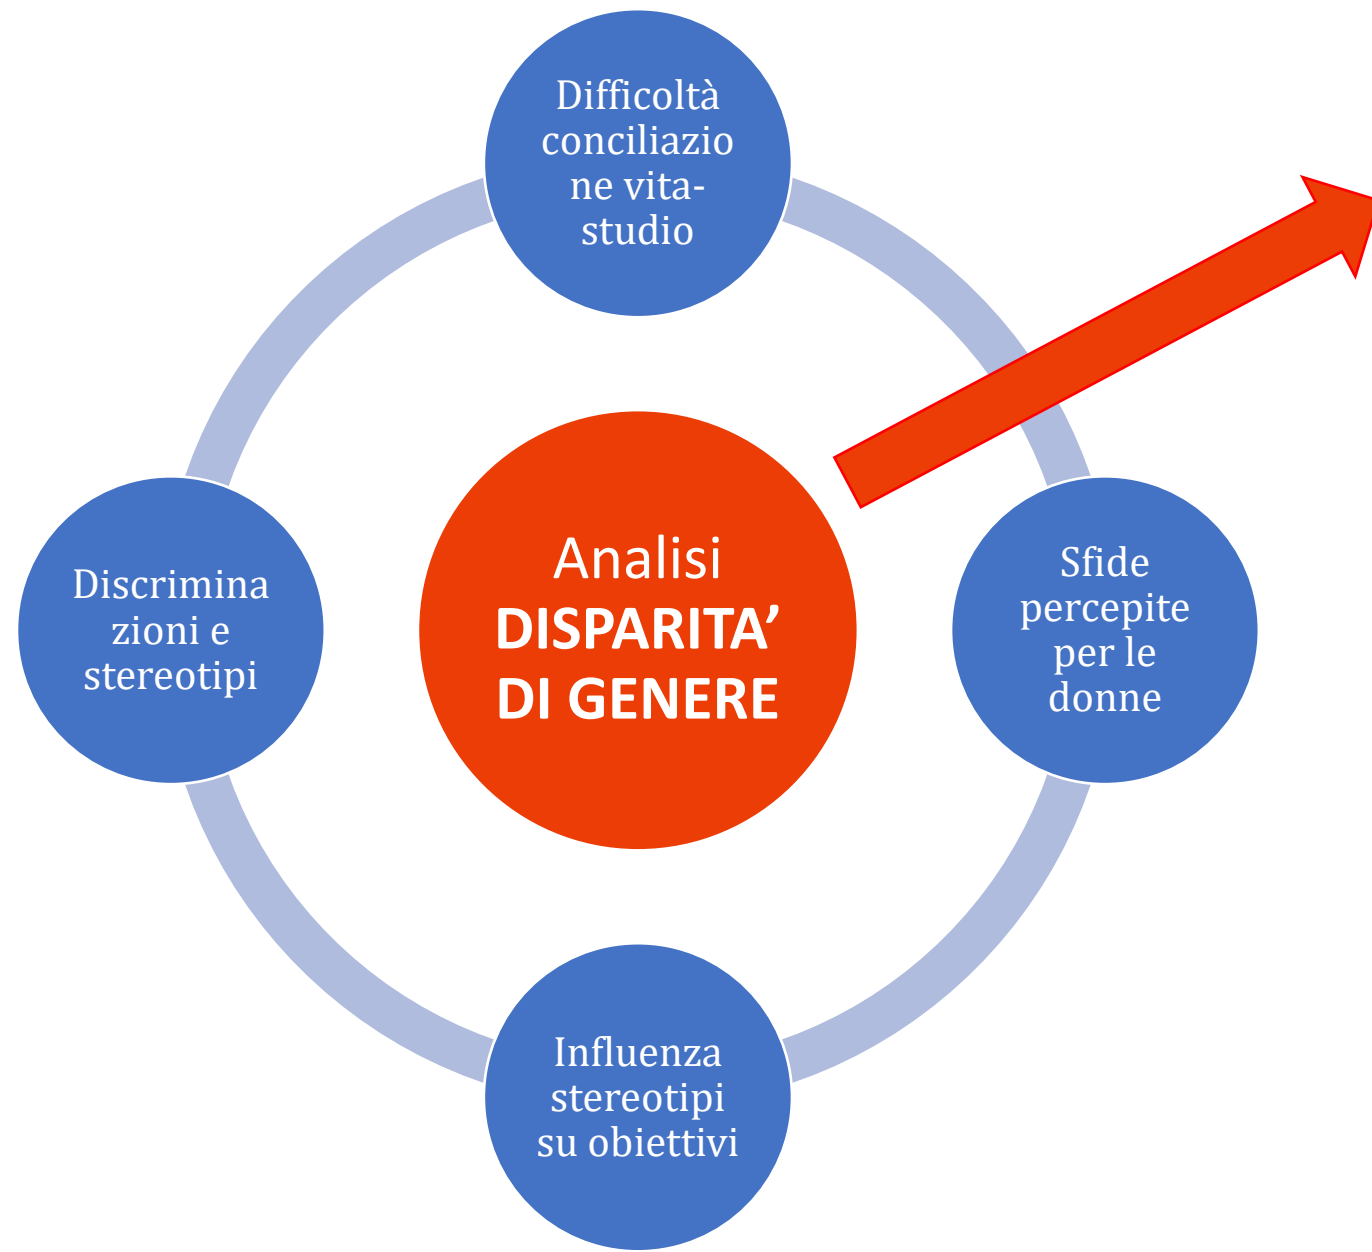 Difficoltà
conciliazio
ne vita-
studio
Discrimina
zioni e
stereotipi
Analisi
DISPARITA’
DI GENERE
Sfide
percepite
per le
donne
Influenza
stereotipi
su obiettivi